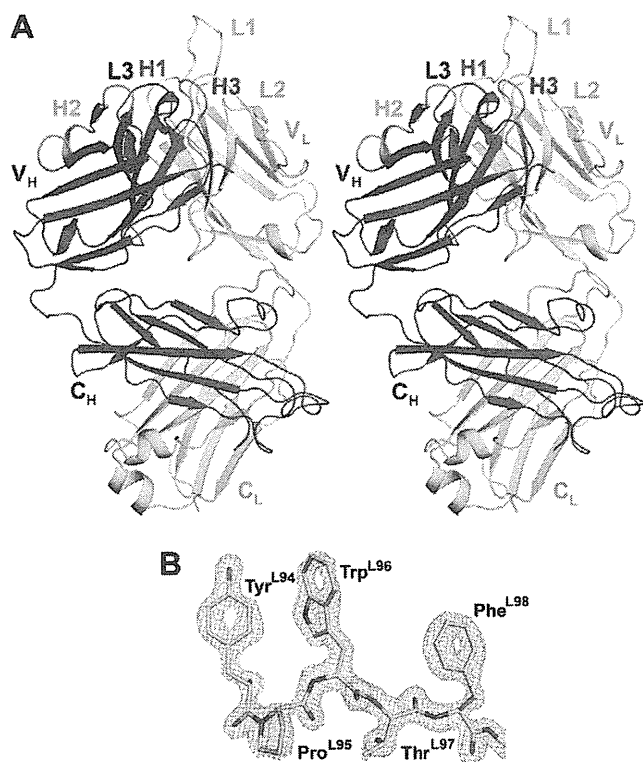 A
L1 L1
L3 H1 H3 L2 L3 H1 H3 L2
H2 H2
V_L V_L
V_H V_H
C_H C_H
C_L C_L
B
Tyr^L94 Trp^L96
Phe^L98
Pro^L95 Thr^L97